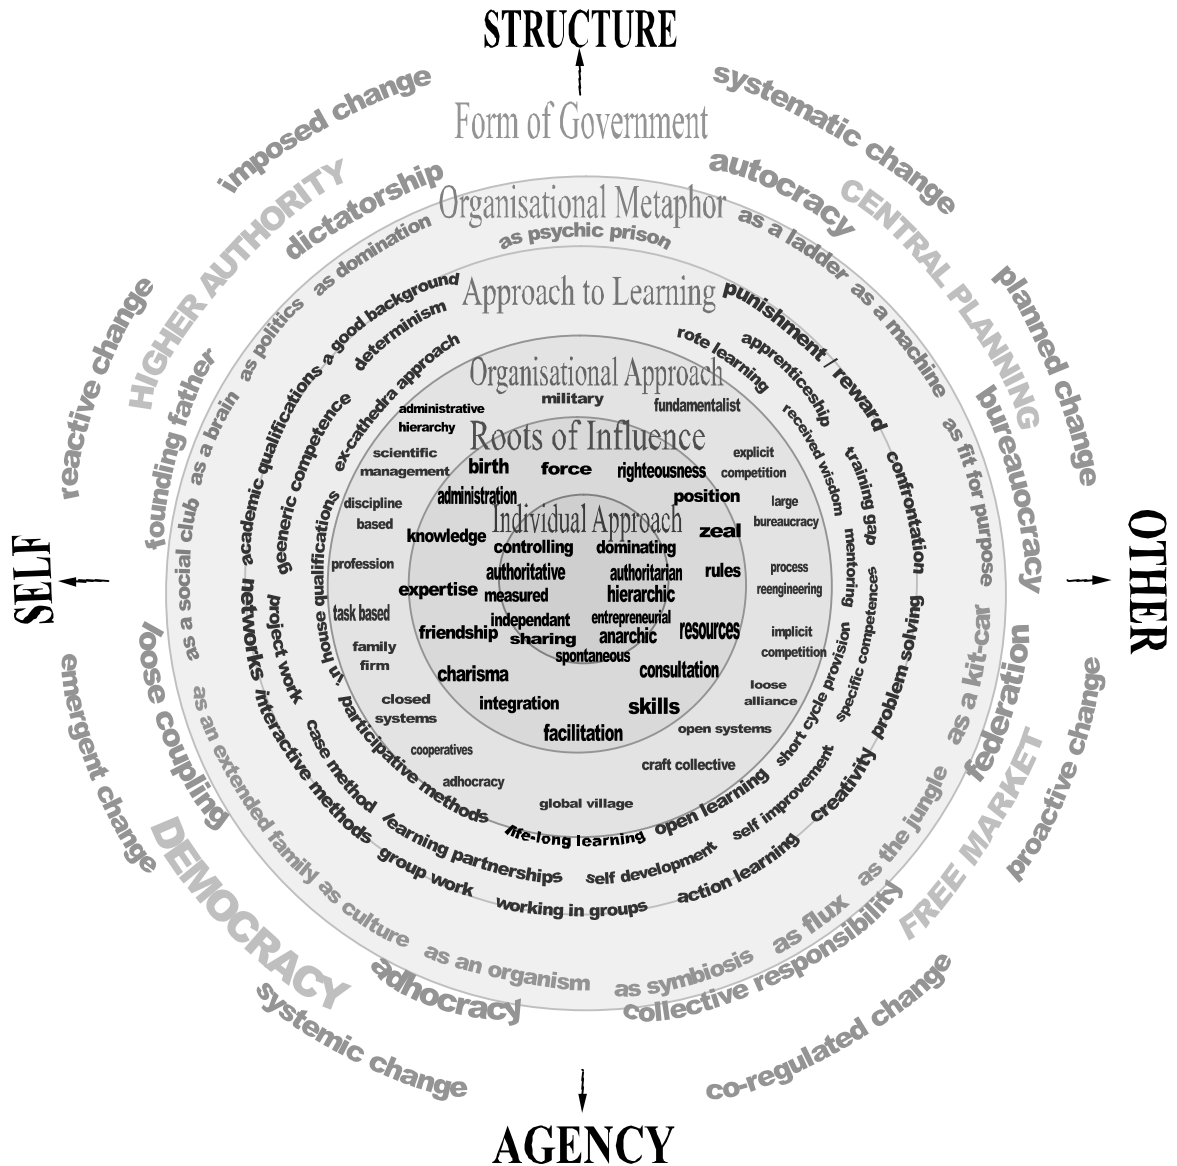 STRUCTURE
imposed change
systematic change
Form of Government
HIGHER AUTHORITY
dictatorship
autocracy
CENTRAL PLANNING
Organisational Metaphor
as domination
as psychic prison
as a ladder
reactive change
planned change
founding father
as politics
as a machine
bureauocracy
a good background
Approach to Learning
punishment / reward
determinism
apprenticeship
ex-cathedra approach
rote learning
Organisational Approach
military
administrative
hierarchy
fundamentalist
as a brain
as fit for purpose
academic qualifications
geeneric competence
received wisdom
training gap
confrontation
Roots of Influence
scientific
management
birth
force
righteousness
explicit
competition
administration
position
discipline
based
large
bureaucracy
Individual Approach
knowledge
zeal
controlling
dominating
SELF
OTHER
as a social club
in house qualifications
mentoring
profession
authoritative
authoritarian
rules
process
reengineering
expertise
measured
hierarchic
task based
independant
entrepreneurial
friendship
sharing
anarchic
resources
implicit
competition
family
firm
spontaneous
charisma
consultation
loose
alliance
closed
systems
integration
skills
open systems
facilitation
cooperatives
craft collective
adhocracy
global village
networks
project work
specific competences
problem solving
short cycle provision
as a kit-car
federation
loose coupling
interactive methods
case method
participative methods
life-long learning
open learning
self improvement
creativity
emergent change
proactive change
as an extended family
learning partnerships
self development
as the jungle
FREE MARKET
group work
working in groups
action learning
DEMOCRACY
as culture
as an organism
as symbiosis
as flux
adhocracy
collective responsibility
systemic change
co-regulated change
AGENCY